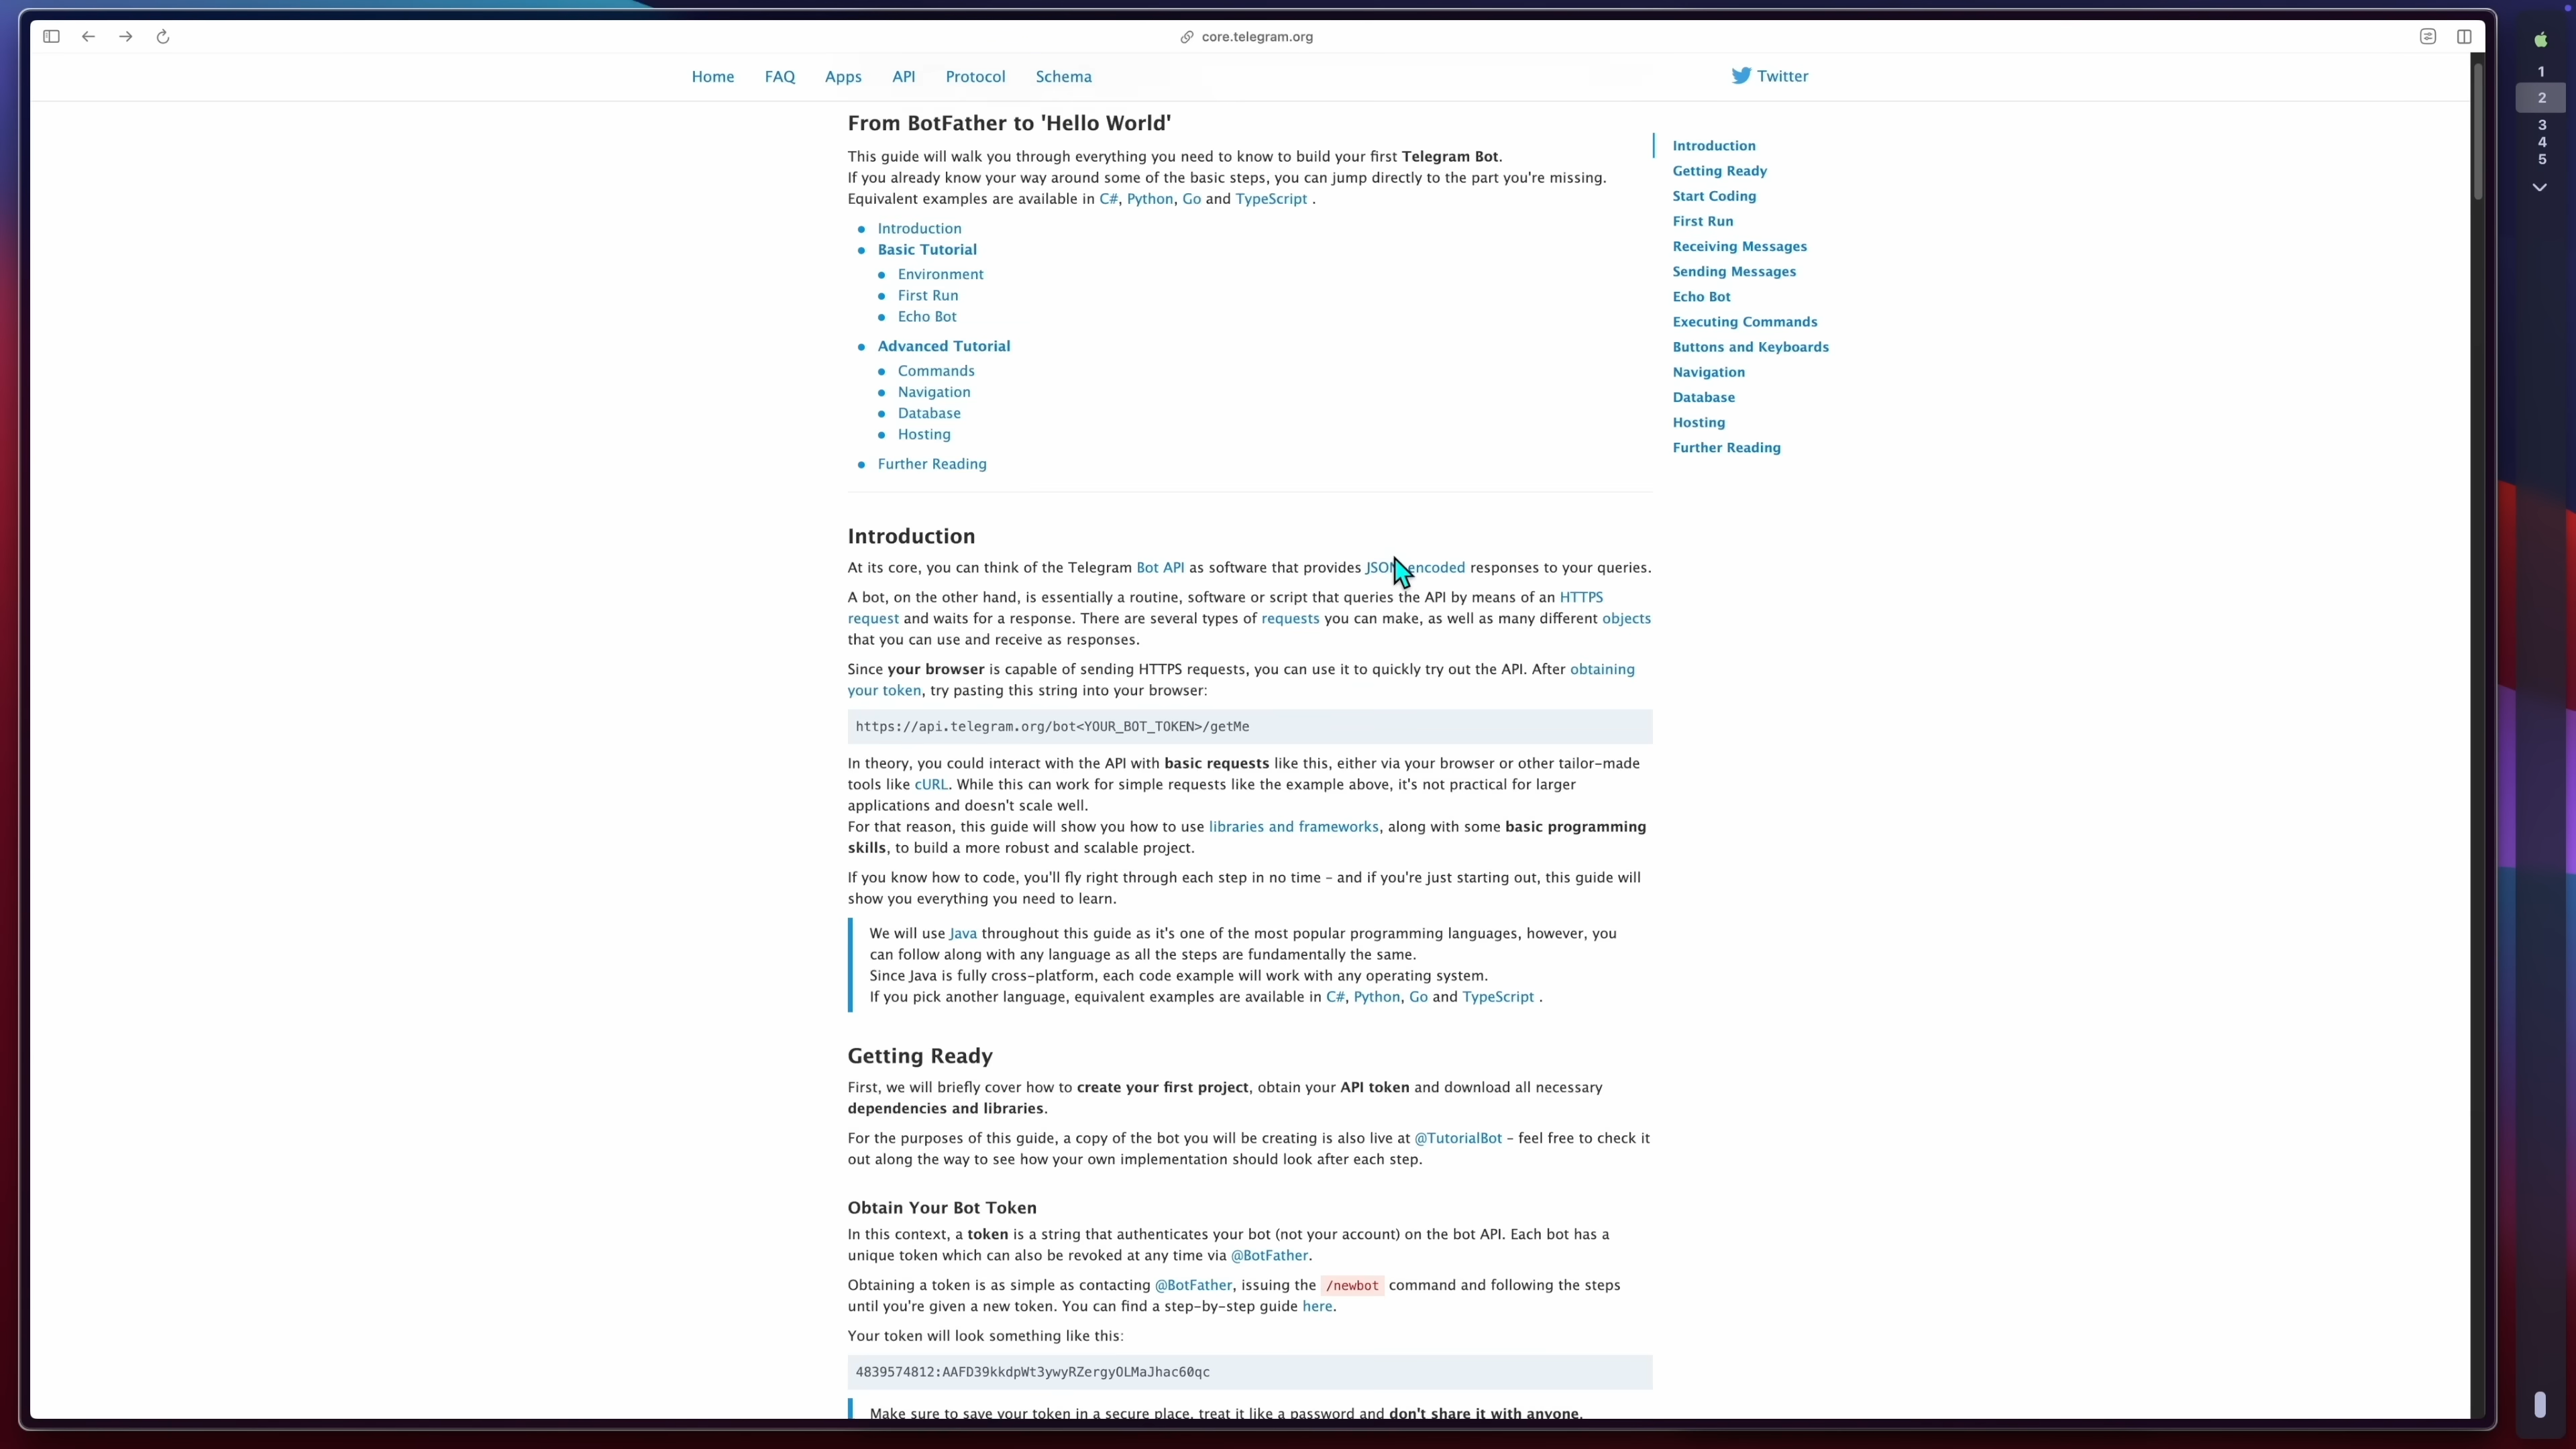 core.telegram.org
Home FAQ Apps API Protocol Schema Twitter
From BotFather to 'Hello World'
This guide will walk you through everything you need to know to build your first Telegram Bot.
If you already know your way around some of the basic steps, you can jump directly to the part you're missing.
Equivalent examples are available in C#, Python, Go and TypeScript .
Introduction
Basic Tutorial
Environment
First Run
Echo Bot
Advanced Tutorial
Commands
Navigation
Database
Hosting
Further Reading
Introduction
At its core, you can think of the Telegram Bot API as software that provides JSON-encoded responses to your queries.
A bot, on the other hand, is essentially a routine, software or script that queries the API by means of an HTTPS
request and waits for a response. There are several types of requests you can make, as well as many different objects
that you can use and receive as responses.
Since your browser is capable of sending HTTPS requests, you can use it to quickly try out the API. After obtaining
your token, try pasting this string into your browser:
https://api.telegram.org/bot<YOUR_BOT_TOKEN>/getMe
In theory, you could interact with the API with basic requests like this, either via your browser or other tailor-made
tools like cURL. While this can work for simple requests like the example above, it's not practical for larger
applications and doesn't scale well.
For that reason, this guide will show you how to use libraries and frameworks, along with some basic programming
skills, to build a more robust and scalable project.
If you know how to code, you'll fly right through each step in no time – and if you're just starting out, this guide will
show you everything you need to learn.
We will use Java throughout this guide as it's one of the most popular programming languages, however, you
can follow along with any language as all the steps are fundamentally the same.
Since Java is fully cross-platform, each code example will work with any operating system.
If you pick another language, equivalent examples are available in C#, Python, Go and TypeScript .
Getting Ready
First, we will briefly cover how to create your first project, obtain your API token and download all necessary
dependencies and libraries.
For the purposes of this guide, a copy of the bot you will be creating is also live at @TutorialBot – feel free to check it
out along the way to see how your own implementation should look after each step.
Obtain Your Bot Token
In this context, a token is a string that authenticates your bot (not your account) on the bot API. Each bot has a
unique token which can also be revoked at any time via @BotFather.
Obtaining a token is as simple as contacting @BotFather, issuing the /newbot command and following the steps
until you're given a new token. You can find a step-by-step guide here.
Your token will look something like this:
4839574812:AAFD39kkdpWt3ywyRZergyOLMaJhac60qc
Make sure to save your token in a secure place, treat it like a password and don't share it with anyone.
Introduction
Getting Ready
Start Coding
First Run
Receiving Messages
Sending Messages
Echo Bot
Executing Commands
Buttons and Keyboards
Navigation
Database
Hosting
Further Reading
1
2
3
4
5